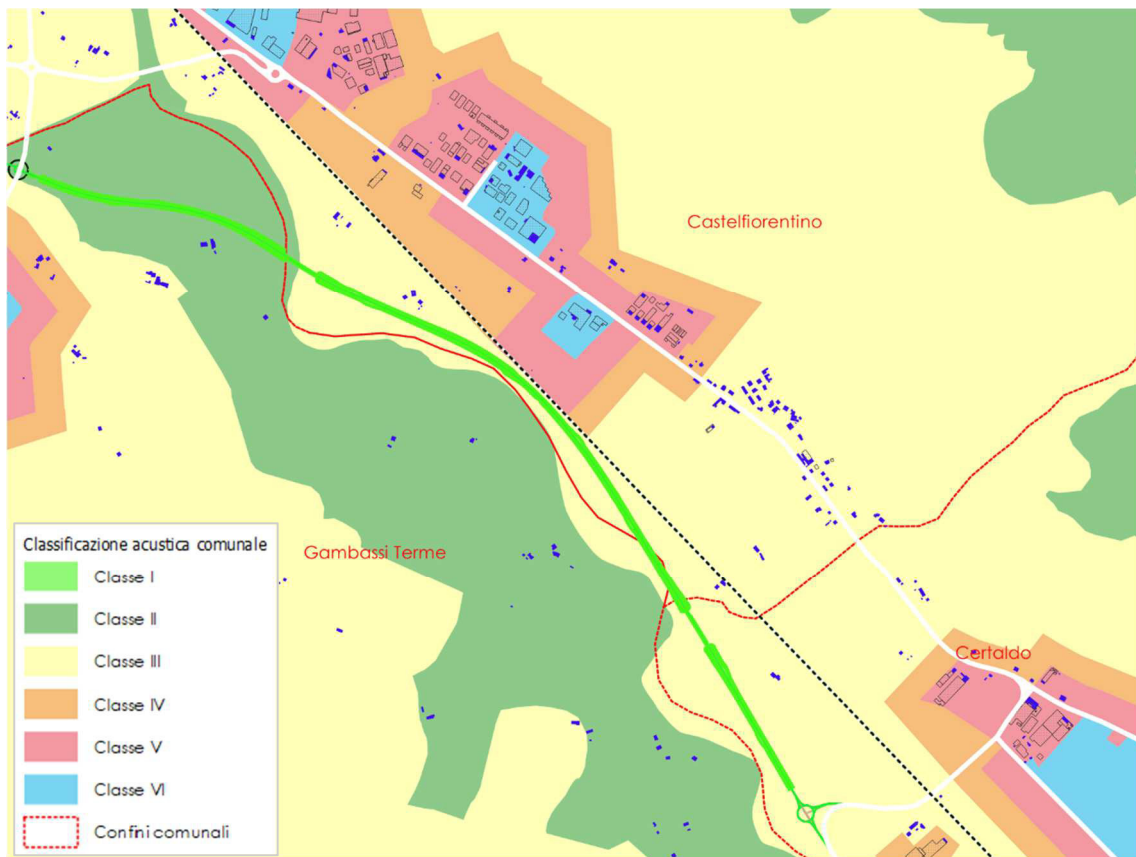 Castelfiorentino
Gambassi Terme
Certaldo
Classificazione acustica comunale
Classe I
Classe II
Classe III
Classe IV
Classe V
Classe VI
Confini comunali